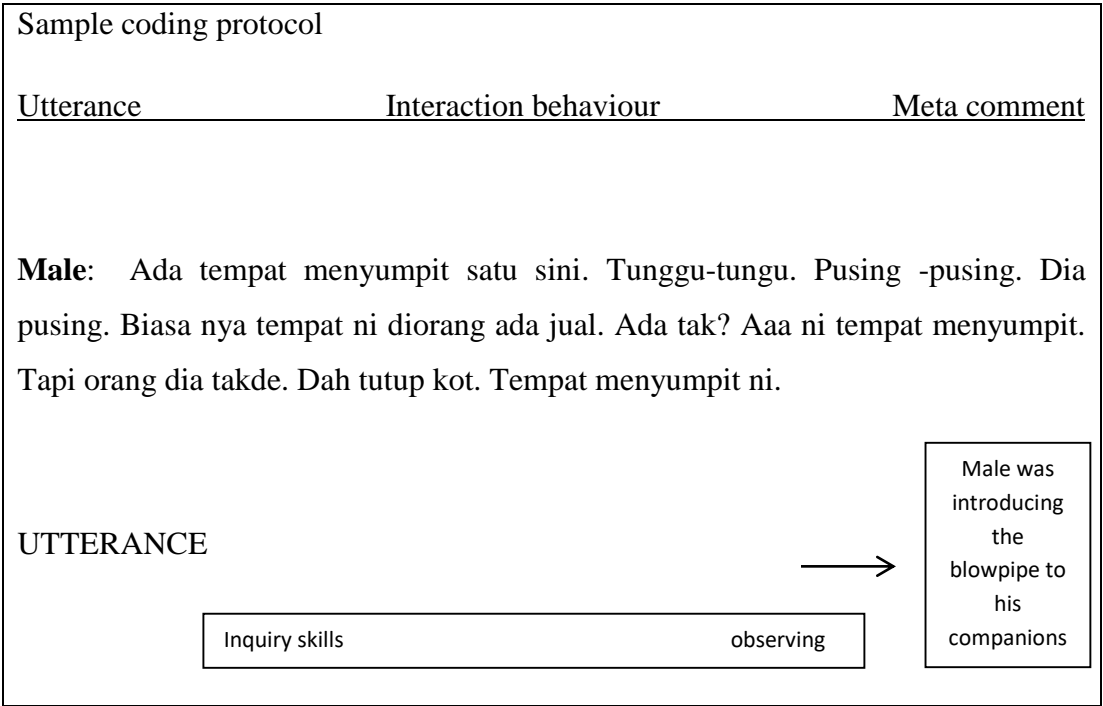 Sample coding protocol
Utterance Interaction behaviour Meta comment
Male: Ada tempat menyumpit satu sini. Tunggu-tungu. Pusing -pusing. Dia
pusing. Biasa nya tempat ni diorang ada jual. Ada tak? Aaa ni tempat menyumpit.
Tapi orang dia takde. Dah tutup kot. Tempat menyumpit ni.
UTTERANCE
Male was
introducing
the
blowpipe to
his
companions
Inquiry skills observing